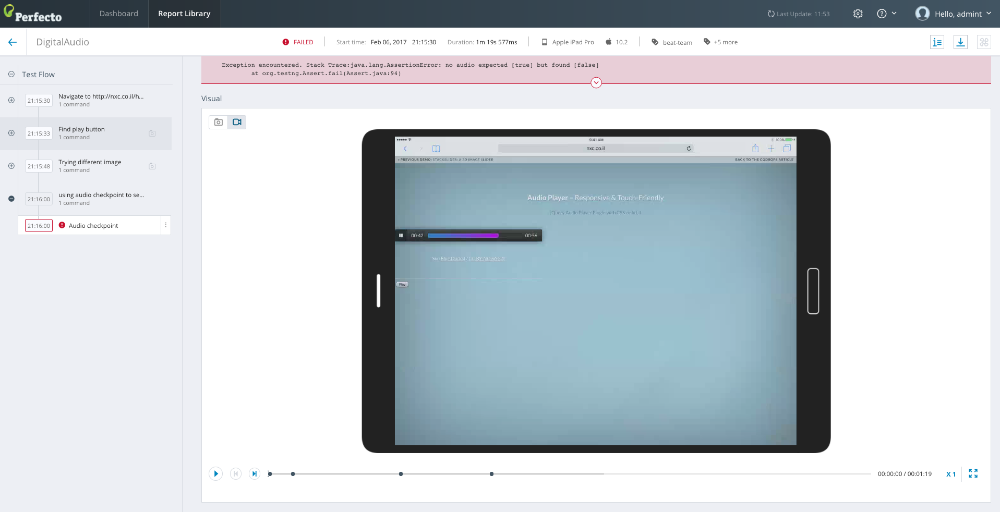 Perfecto
Dashboard
Report Library
Last Update: 11:53
Hello, admint
DigitalAudio
FAILED
Start time: Feb 06, 2017 21:15:30
Duration: 1m 19s 577ms
Apple iPad Pro
10.2
beat-team
+5 more
Exception encountered. Stack Trace:java.lang.AssertionError: no audio expected [true] but found [false]
at org.testng.Assert.fail(Assert.java:94)
Test Flow
21:15:30
Navigate to http://nxc.co.il/h...
1 command
21:15:33
Find play button
1 command
21:15:48
Trying different image
1 command
21:16:00
using audio checkpoint to se...
1 command
21:16:00
Audio checkpoint
Visual
9:41 AM
100%
nxc.co.il
« PREVIOUS DEMO: STACKSLIDER: A 3D IMAGE SLIDER
BACK TO THE CODROPS ARTICLE
Audio Player – Responsive & Touch-Friendly
jQuery Audio Player Plugin with CSS-only UI
00:42
00:56
Six (Blue Ducks) / CC BY-NC-SA 3.0
Play
00:00:00 / 00:01:19
X 1